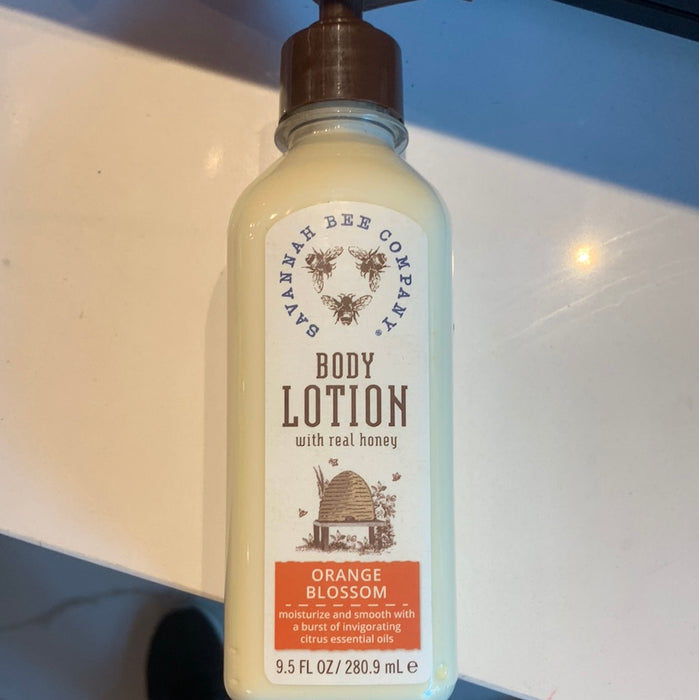 SAVANNAH BEE COMPANY®
BODY
LOTION
with real honey
ORANGE
BLOSSOM
moisturize and smooth with
a burst of invigorating
citrus essential oils
9.5 FL OZ/ 280.9 mL ℮